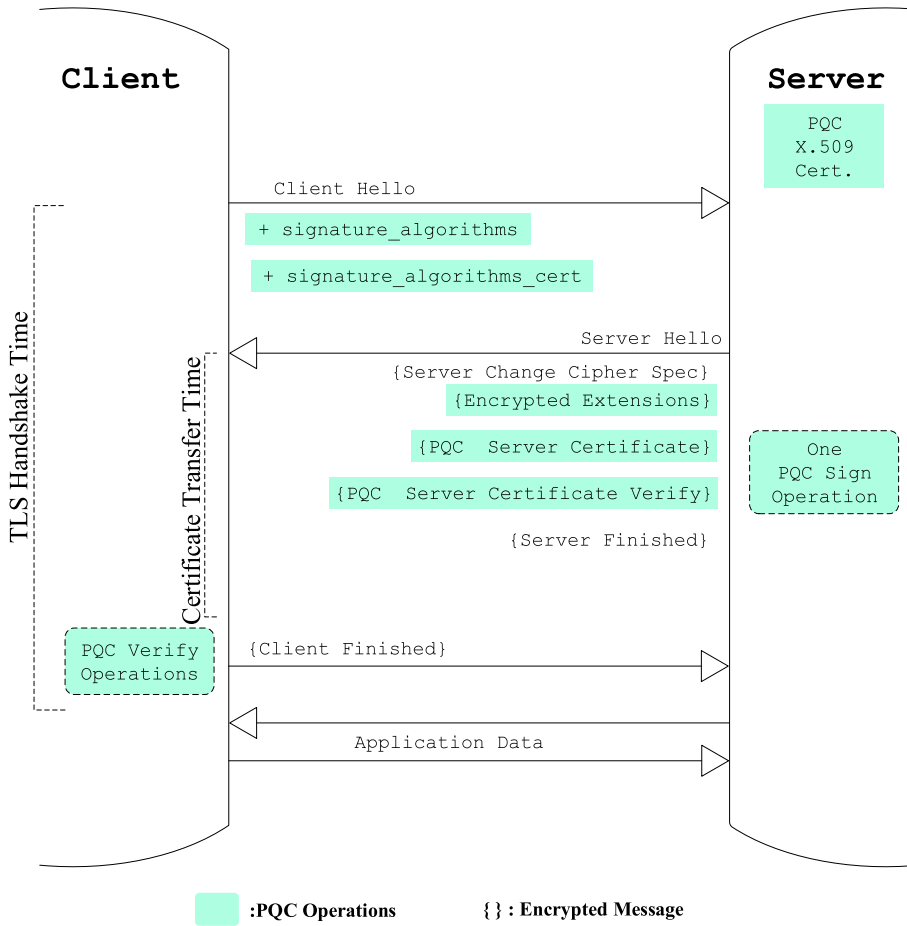 Client
Server
PQC
X.509
Cert.
Client Hello
+ signature_algorithms
+ signature_algorithms_cert
TLS Handshake Time
Server Hello
Certificate Transfer Time
{Server Change Cipher Spec}
{Encrypted Extensions}
{PQC Server Certificate}
{PQC Server Certificate Verify}
One
PQC Sign
Operation
{Server Finished}
PQC Verify
Operations
{Client Finished}
Application Data
:PQC Operations
{ } : Encrypted Message